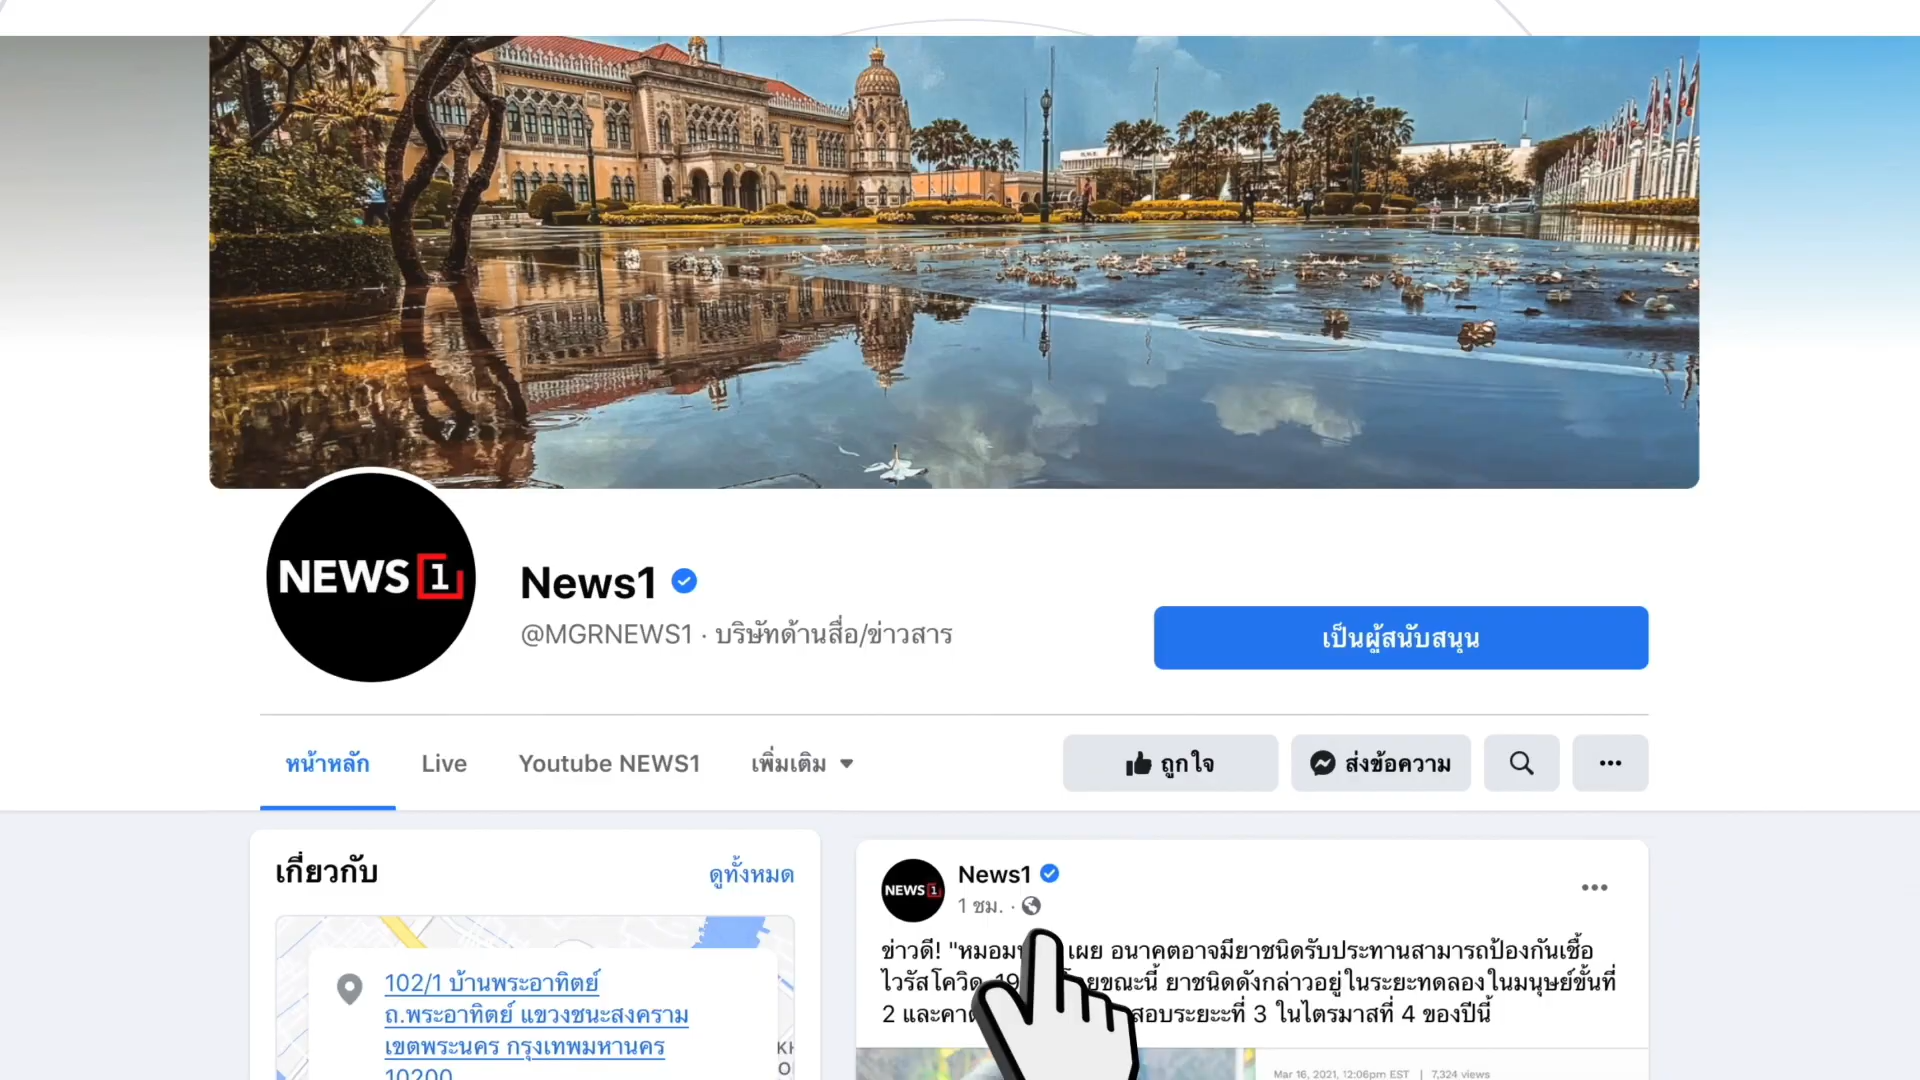 NEWS 1
News1
@MGRNEWS1 · บริษัทด้านสื่อ/ข่าวสาร
เป็นผู้สนับสนุน
หน้าหลัก
Live
Youtube NEWS1
เพิ่มเติม
ถูกใจ
ส่งข้อความ
เกี่ยวกับ
ดูทั้งหมด
102/1 บ้านพระอาทิตย์
ถ.พระอาทิตย์ แขวงชนะสงคราม
เขตพระนคร กรุงเทพมหานคร
10200
NEWS 1
News1
1 ชม. ·
ข่าวดี! "หมอม เผย อนาคตอาจมียาชนิดรับประทานสามารถป้องกันเชื้อ
ไวรัสโควิด-19 ยขณะนี้ ยาชนิดดังกล่าวอยู่ในระยะทดลองในมนุษย์ขั้นที่
2 และคาด สอบระยะะที่ 3 ในไตรมาสที่ 4 ของปีนี้
Mar 16, 2021, 12:06pm EST | 7,324 views